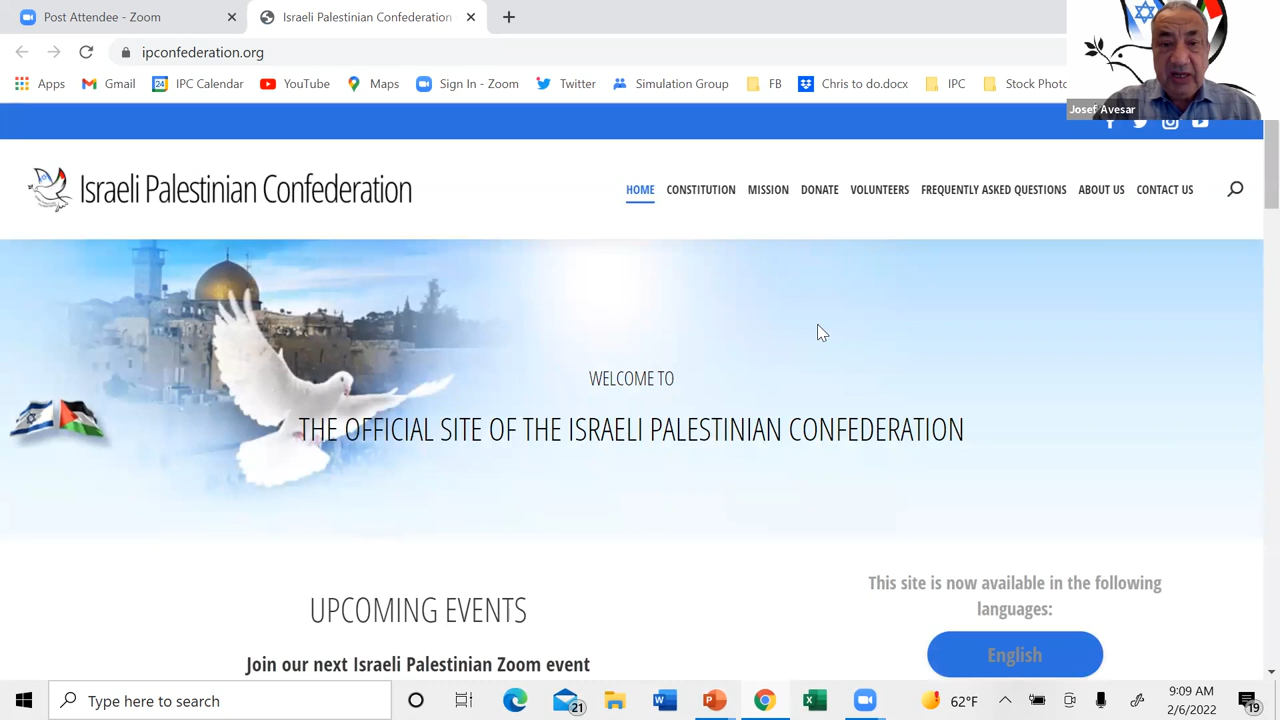 Post Attendee - Zoom
Israeli Palestinian Confederation
ipconfederation.org
Apps Gmail IPC Calendar YouTube Maps Sign In - Zoom Twitter Simulation Group FB Chris to do.docx IPC Stock Photo
Josef Avesar
Israeli Palestinian Confederation
HOME CONSTITUTION MISSION DONATE VOLUNTEERS FREQUENTLY ASKED QUESTIONS ABOUT US CONTACT US
WELCOME TO
THE OFFICIAL SITE OF THE ISRAELI PALESTINIAN CONFEDERATION
UPCOMING EVENTS
Join our next Israeli Palestinian Zoom event
This site is now available in the following
languages:
English
Type here to search
21
62°F
9:09 AM
2/6/2022
19